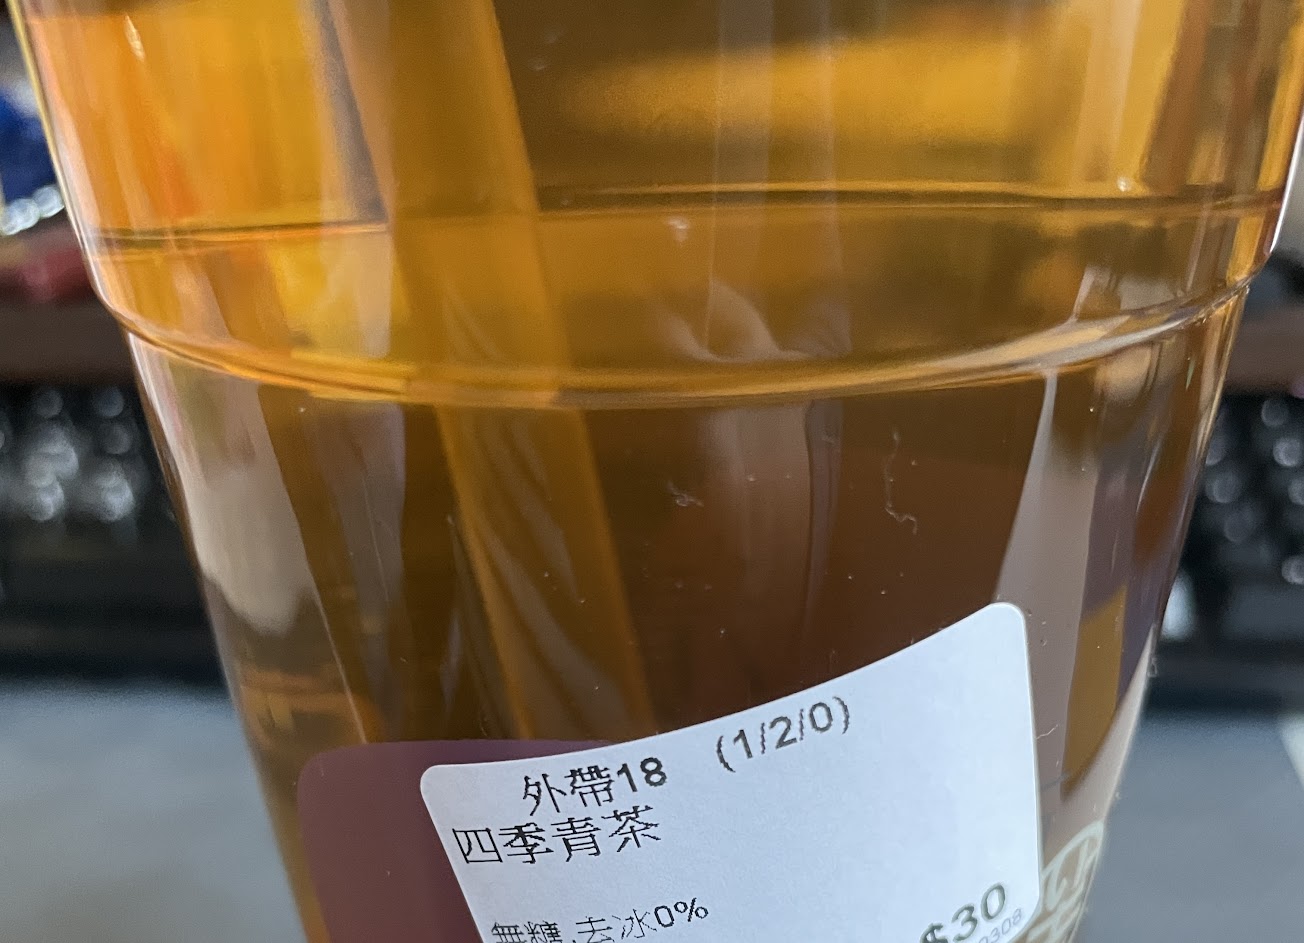 外帶18 (1/2/0)
四季青茶
無糖,去冰0%
$30